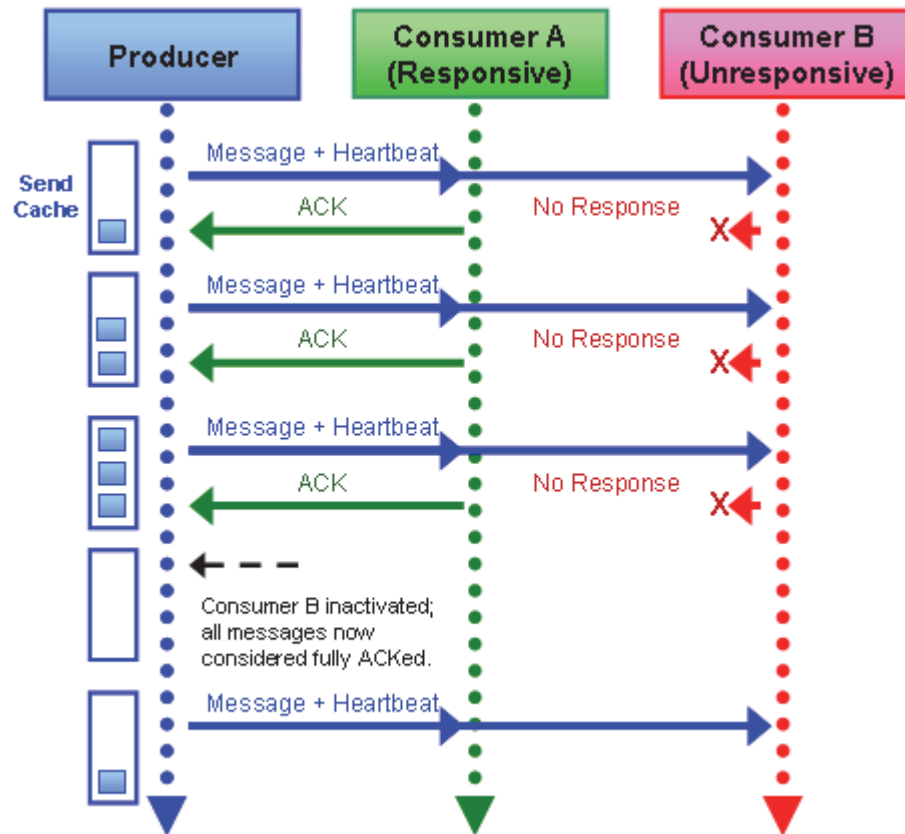 Producer
Consumer A
(Responsive)
Consumer B
(Unresponsive)
Send
Cache
Message + Heartbeat
ACK
No Response
X
Message + Heartbeat
ACK
No Response
X
Message + Heartbeat
ACK
No Response
X
Consumer B inactivated;
all messages now
considered fully ACKed.
Message + Heartbeat